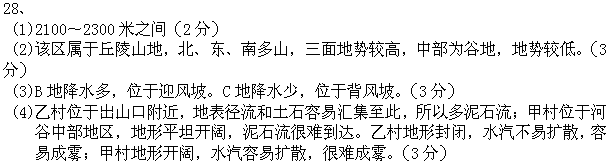 28、
(1)2100～2300米之间（2分）
(2)该区属于丘陵山地，北、东、南多山，三面地势较高，中部为谷地，地势较低。（3
分）
(3)B地降水多，位于迎风坡。C地降水少，位于背风坡。（3分）
(4)乙村位于出山口附近，地表径流和土石容易汇集至此，所以多泥石流；甲村位于河
谷中部地区，地形平坦开阔，泥石流很难到达。乙村地形封闭，水汽不易扩散，容
易成雾；甲村地形开阔，水汽容易扩散，很难成雾。（3分）